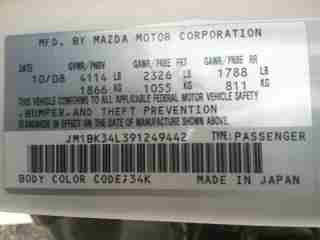 MFD. BY MAZDA MOTOR CORPORATION
DATE GVWR/PNBV GAWR/PNBE FRT GAWR/PNBE RR
10/08 4114 LB 2326 LB 1788 LB
1866 KG 1055 KG 811 KG
THIS VEHICLE CONFORMS TO ALL APPLICABLE FEDERAL MOTOR VEHICLE SAFETY
, BUMPER, AND THEFT PREVENTION
STANDARDS IN EFFECT ON THE DATE OF MANUFACTURE SHOWN ABOVE.
JM1BK34L391249442 TYPE:PASSENGER
BODY COLOR CODE;34K MADE IN JAPAN